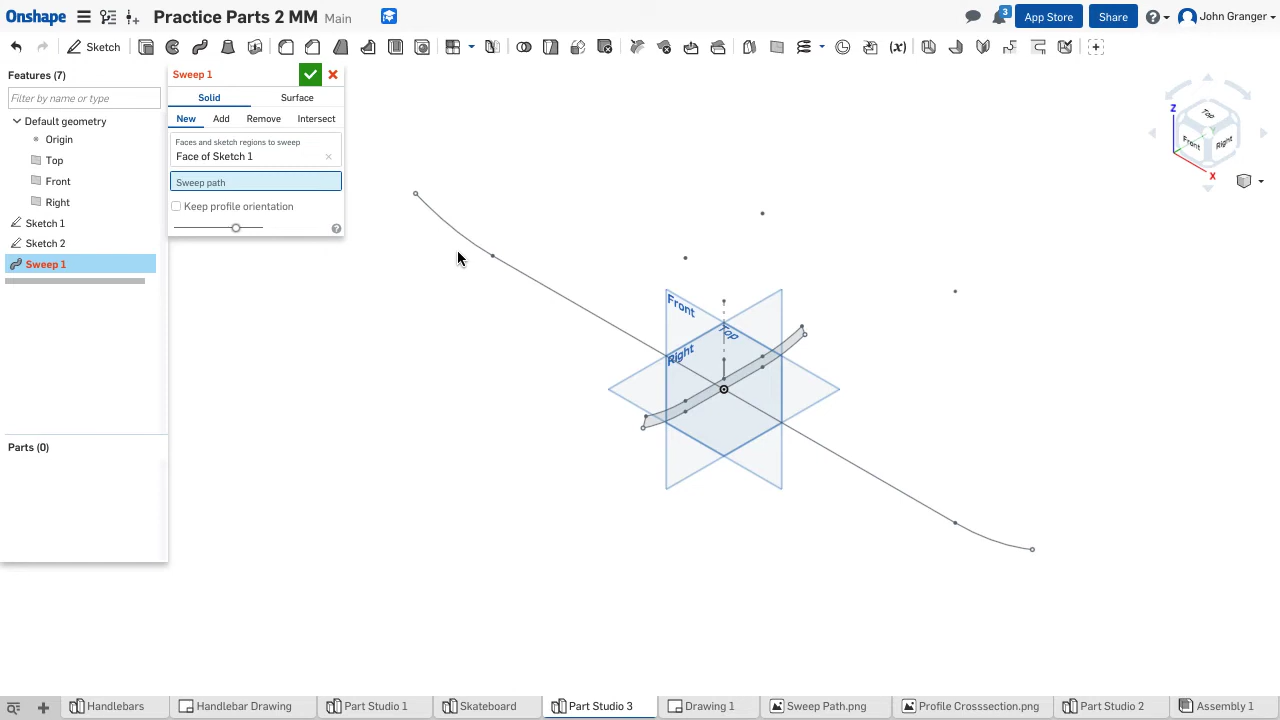 Onshape
Practice Parts 2 MM Main
3
App Store
Share
John Granger
Sketch
(x)
Features (7)
Filter by name or type
Default geometry
Origin
Top
Front
Right
Sketch 1
Sketch 2
Sweep 1
Parts (0)
Sweep 1
Solid
Surface
New
Add
Remove
Intersect
Faces and sketch regions to sweep
Face of Sketch 1
Sweep path
Keep profile orientation
Front
Top
Right
Z
Top
Front
Right
X
Handlebars
Handlebar Drawing
Part Studio 1
Skateboard
Part Studio 3
Drawing 1
Sweep Path.png
Profile Crosssection.png
Part Studio 2
Assembly 1